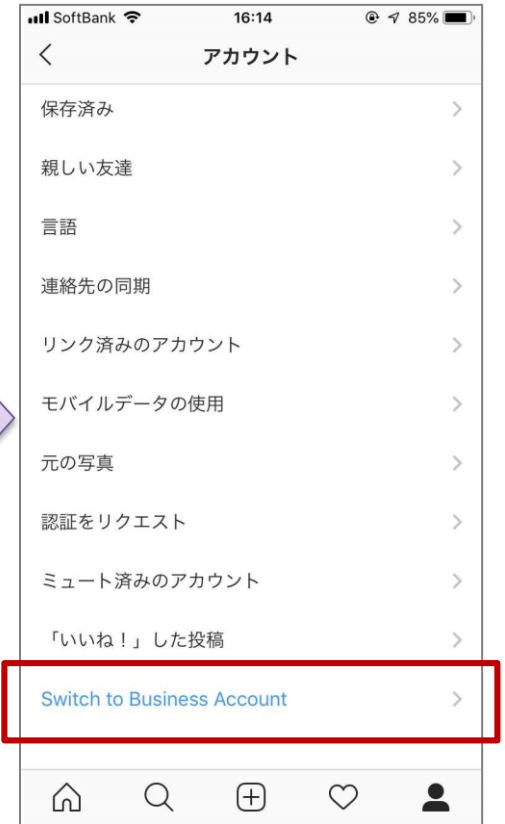 SoftBank 16:14 85%
アカウント
保存済み
親しい友達
言語
連絡先の同期
リンク済みのアカウント
モバイルデータの使用
元の写真
認証をリクエスト
ミュート済みのアカウント
「いいね！」した投稿
Switch to Business Account